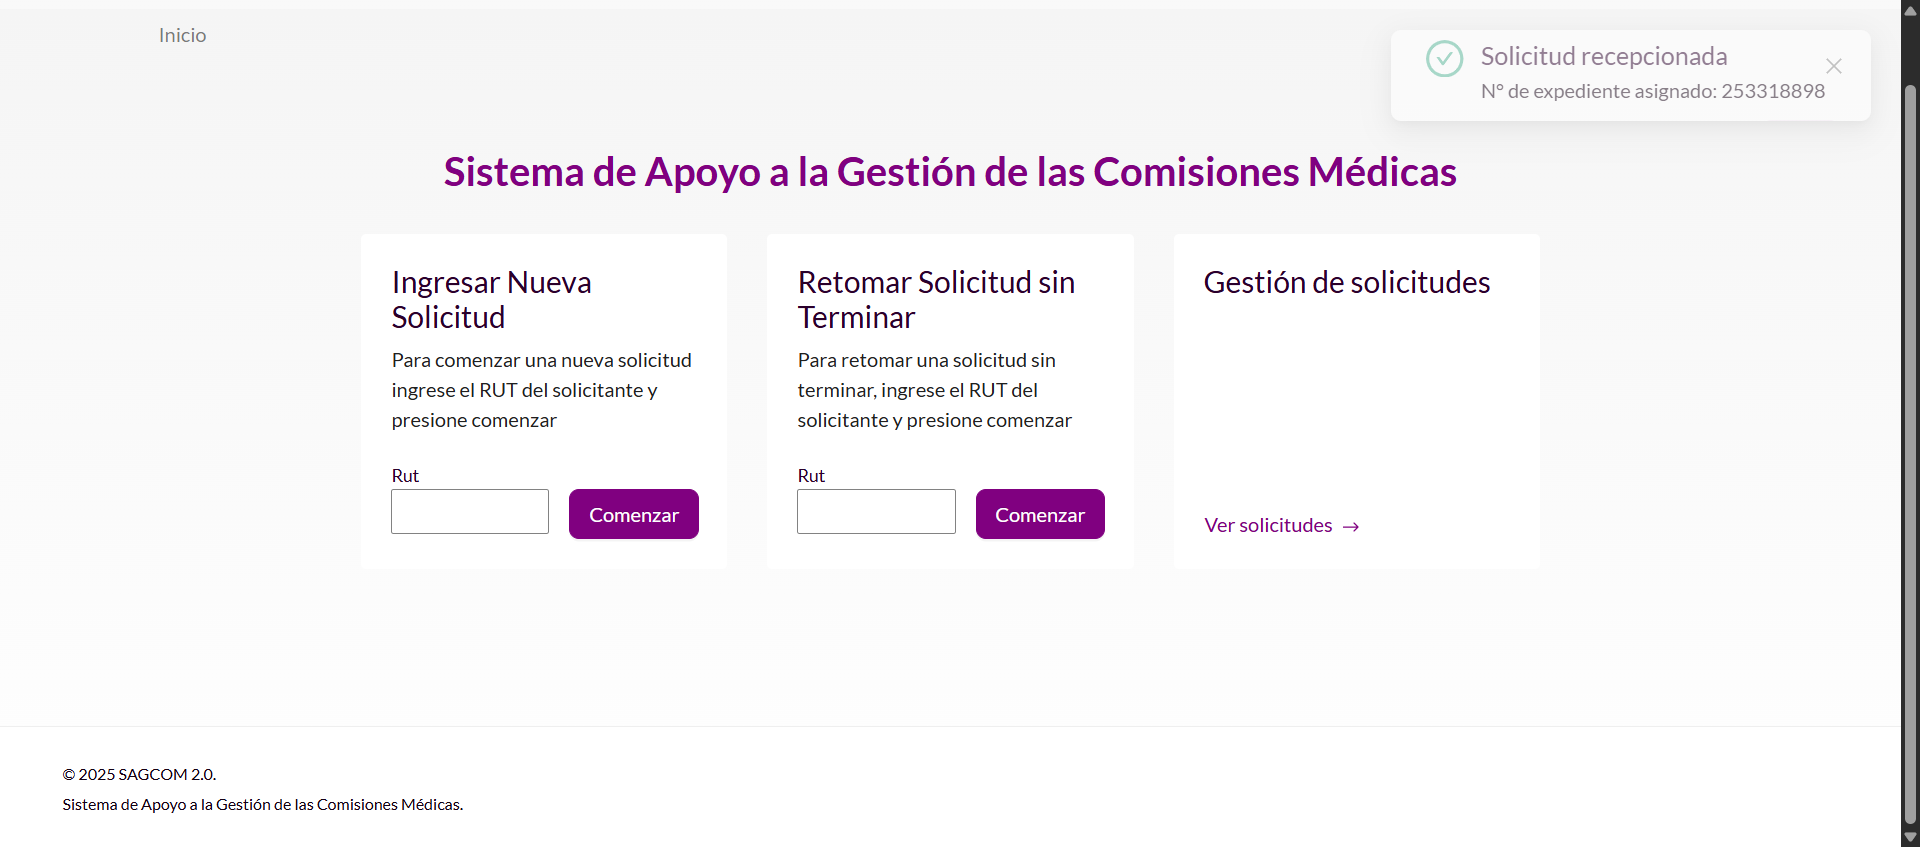 Inicio
Solicitud recepcionada
N° de expediente asignado: 253318898
Sistema de Apoyo a la Gestión de las Comisiones Médicas
Ingresar Nueva
Solicitud
Para comenzar una nueva solicitud
ingrese el RUT del solicitante y
presione comenzar
Rut
Comenzar
Retomar Solicitud sin
Terminar
Para retomar una solicitud sin
terminar, ingrese el RUT del
solicitante y presione comenzar
Rut
Comenzar
Gestión de solicitudes
Ver solicitudes →
© 2025 SAGCOM 2.0.
Sistema de Apoyo a la Gestión de las Comisiones Médicas.